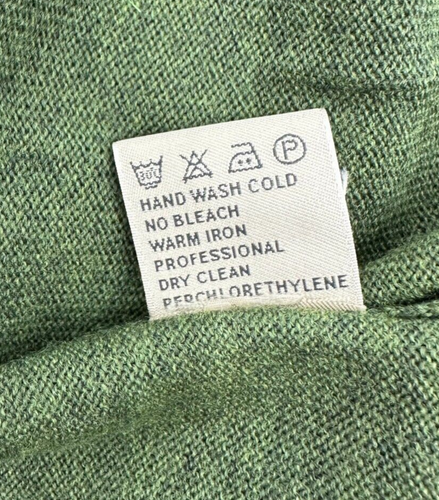 30°C P
HAND WASH COLD
NO BLEACH
WARM IRON
PROFESSIONAL
DRY CLEAN
PERCHLORETHYLENE